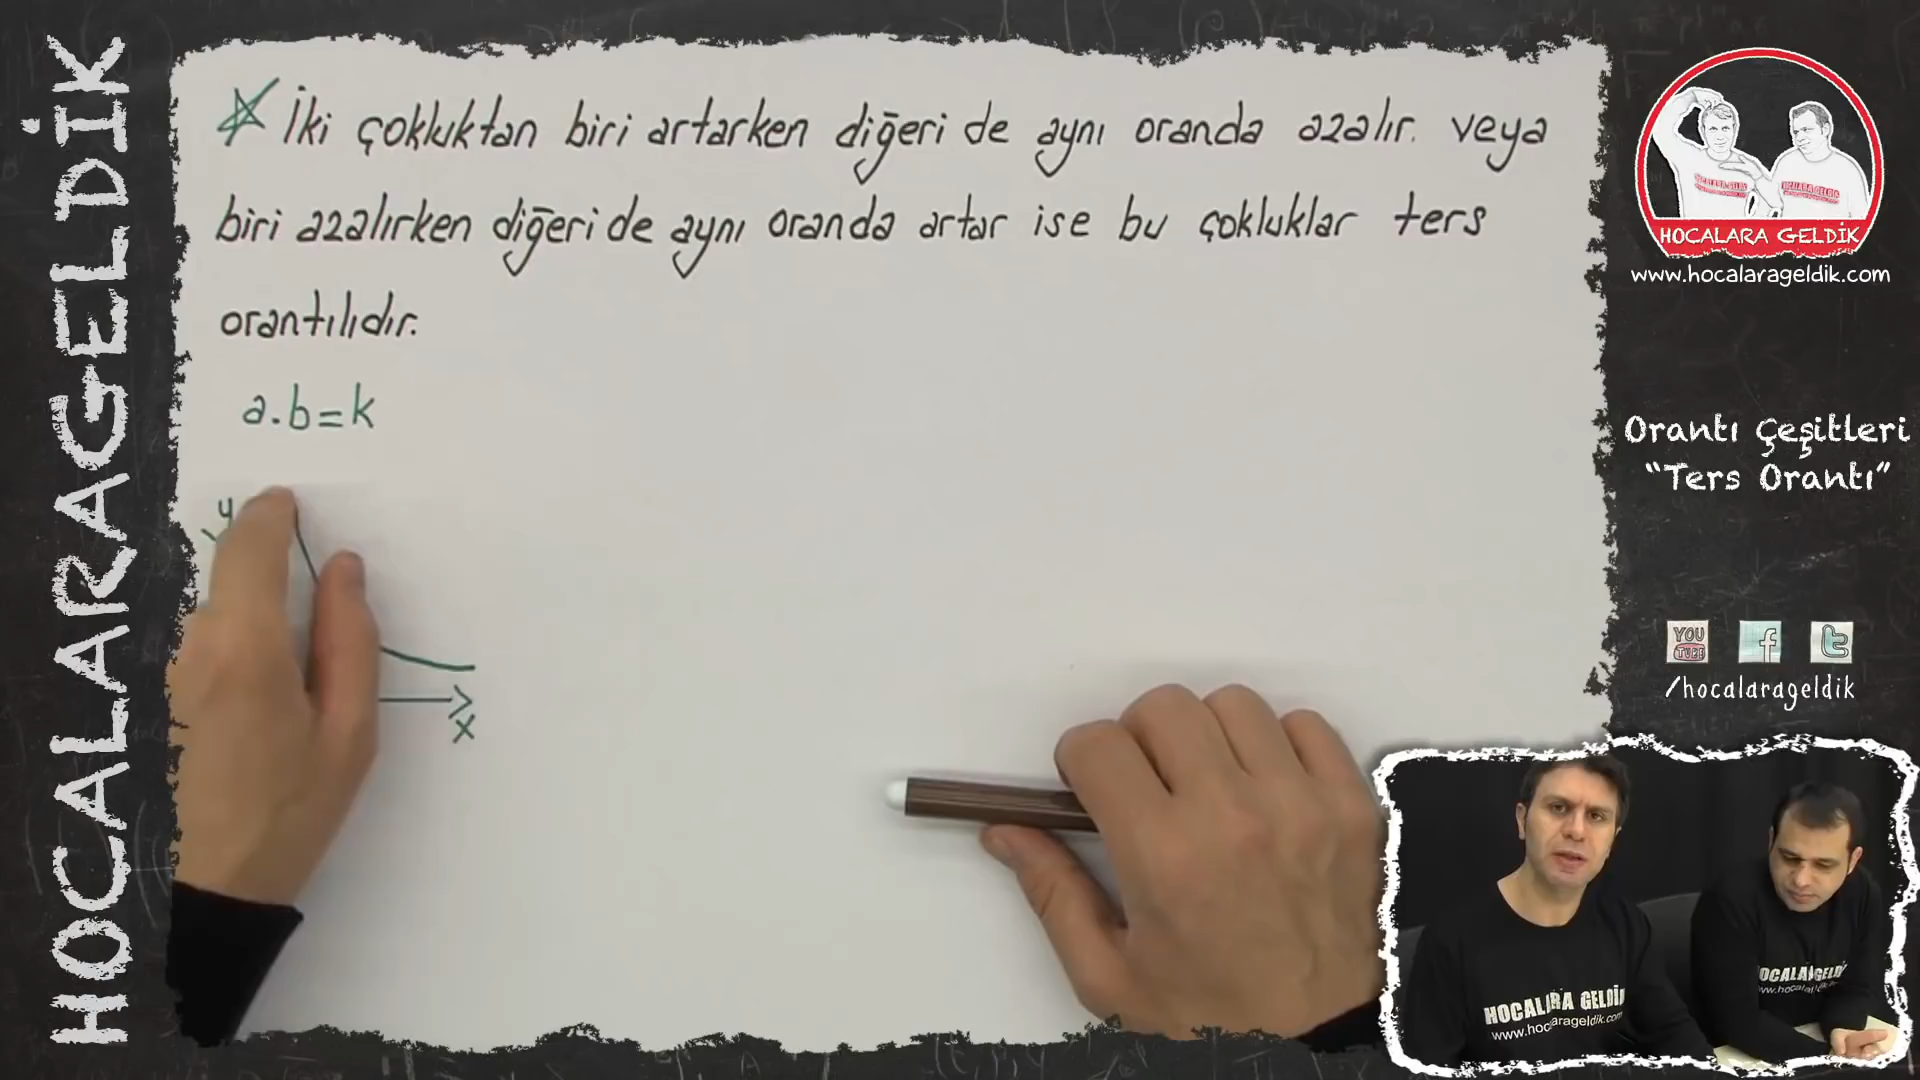 HOCALARAGELDİK
İki çokluktan biri artarken diğeri de aynı oranda azalır. veya
biri azalırken diğeri de aynı oranda artar ise bu çokluklar ters
orantılıdır.
a.b=k
y
x
HOCALARA GELDİK
www.hocalarageldik.com
Orantı Çeşitleri
"Ters Orantı"
YOU
TUBE
f
t
/hocalarageldik
HOCALARA GELDİK
www.hocalarageldik.com